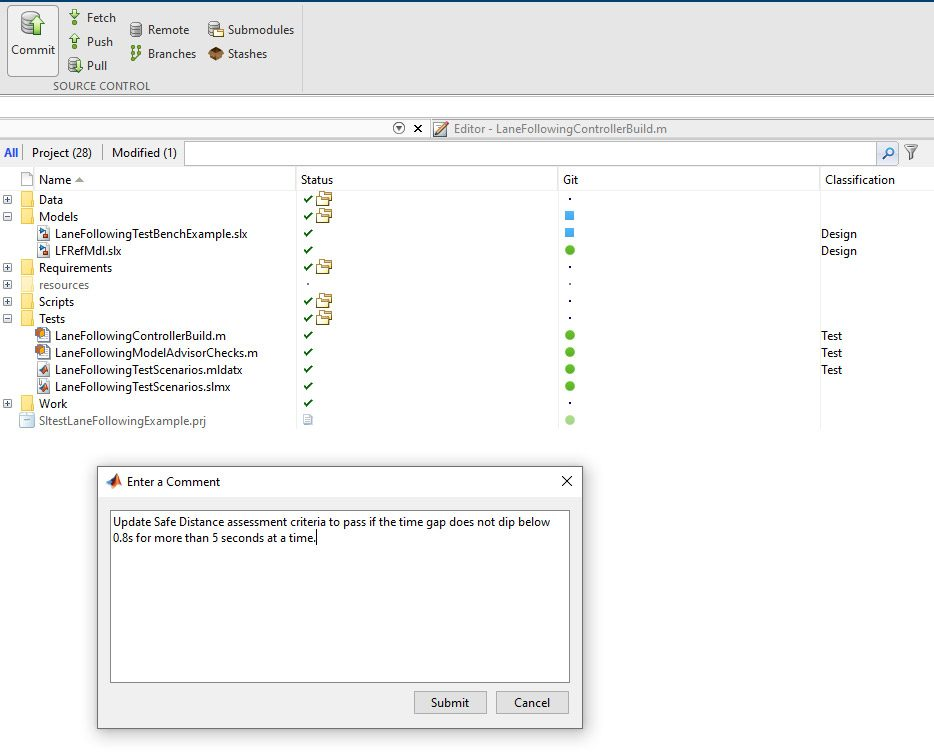 Commit
Fetch
Push
Pull
Remote
Branches
Submodules
Stashes
SOURCE CONTROL
Editor - LaneFollowingControllerBuild.m
All Project (28) Modified (1)
Name Status Git Classification
Data
Models
LaneFollowingTestBenchExample.slx Design
LFRefMdl.slx Design
Requirements
resources
Scripts
Tests
LaneFollowingControllerBuild.m Test
LaneFollowingModelAdvisorChecks.m Test
LaneFollowingTestScenarios.mldatx Test
LaneFollowingTestScenarios.slmx
Work
SltestLaneFollowingExample.prj
Enter a Comment
Update Safe Distance assessment criteria to pass if the time gap does not dip below
0.8s for more than 5 seconds at a time.
Submit Cancel